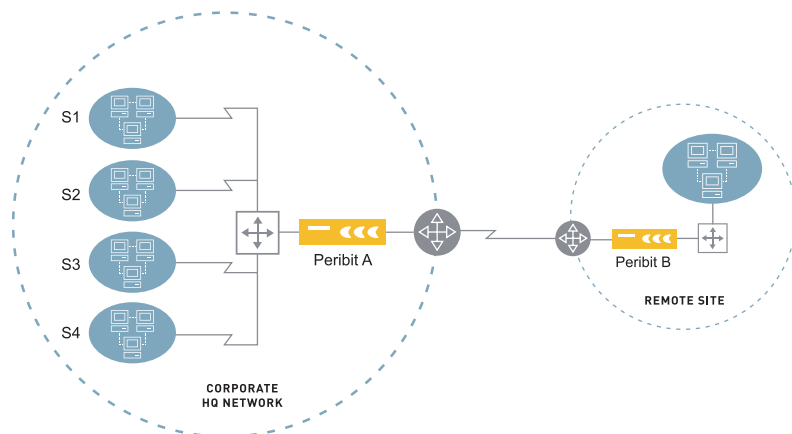 S1
S2
S3
S4
Peribit A
Peribit B
REMOTE SITE
CORPORATE
HQ NETWORK